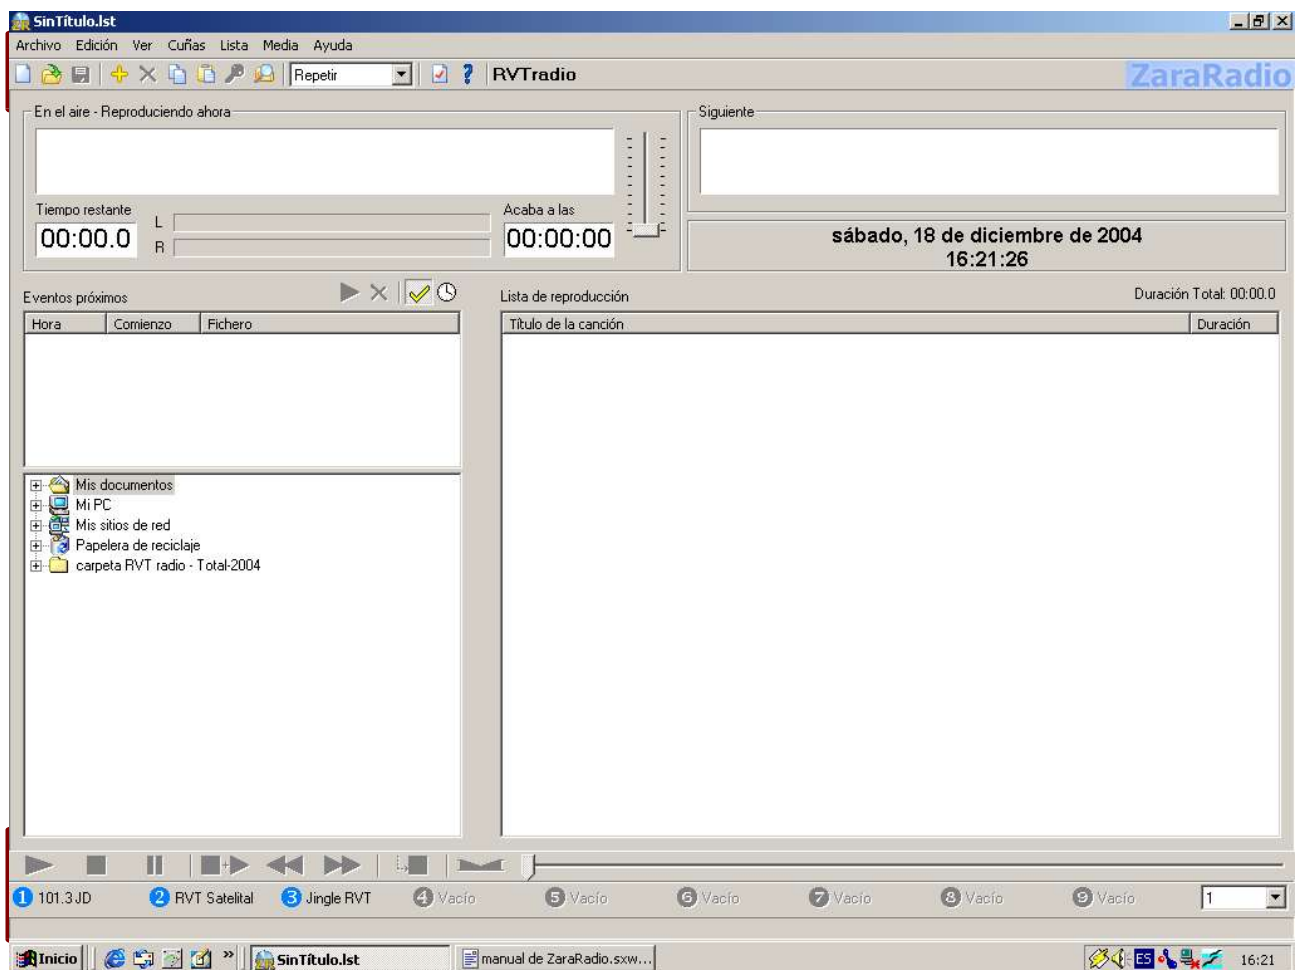 SinTítulo.lst
Archivo Edición Ver Cuñas Lista Media Ayuda
Repetir RVTradio ZaraRadio
En el aire - Reproduciendo ahora
Siguiente
Tiempo restante
L
R
00:00.0
Acaba a las
00:00:00
sábado, 18 de diciembre de 2004
16:21:26
Eventos próximos
Hora Comienzo Fichero
Lista de reproducción
Duración Total: 00:00.0
Título de la canción Duración
Mis documentos
Mi PC
Mis sitios de red
Papelera de reciclaje
carpeta RVT radio - Total-2004
1 101.3 JD 2 RVT Satelital 3 Jingle RVT 4 Vacío 5 Vacío 6 Vacío 7 Vacío 8 Vacío 9 Vacío 1
Inicio » SinTítulo.lst manual de ZaraRadio.sxw... ES 16:21